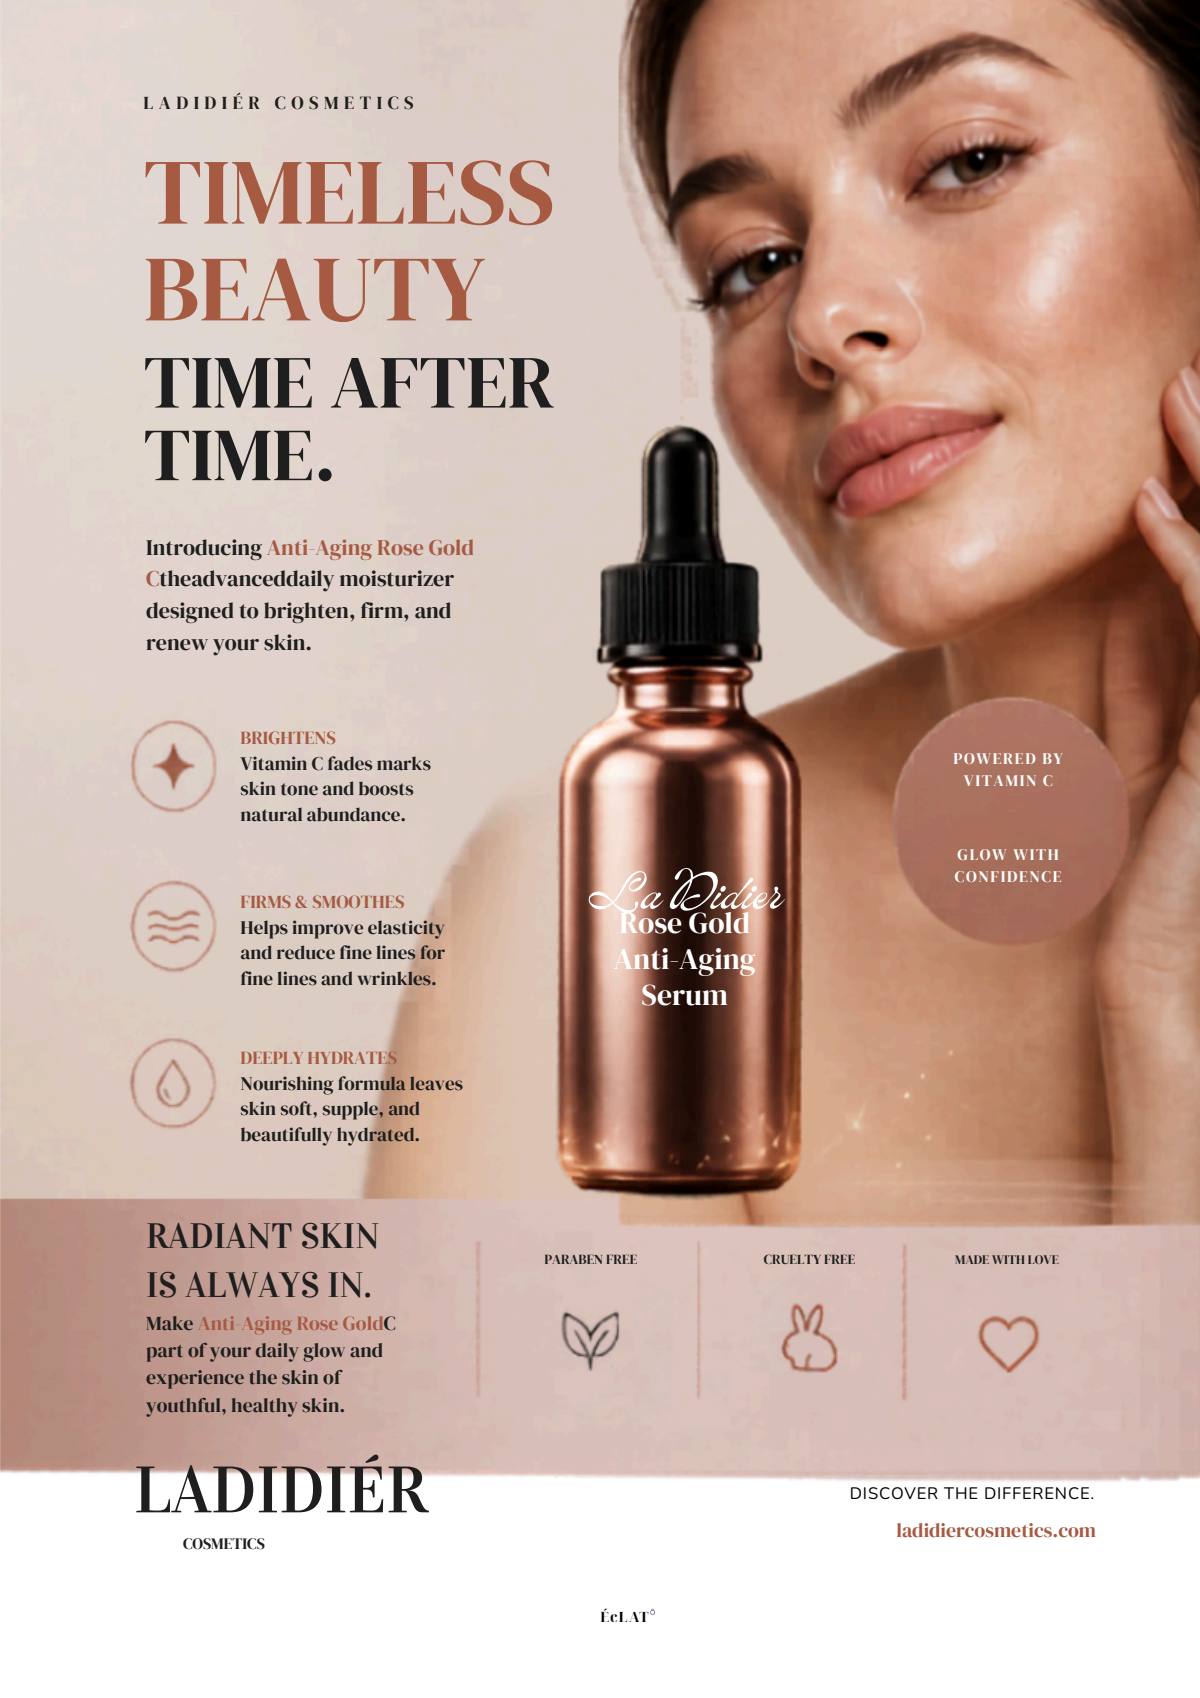 LADIDIÉR COSMETICS
TIMELESS
BEAUTY
TIME AFTER
TIME.
Introducing Anti-Aging Rose Gold
Ctheadvanceddaily moisturizer
designed to brighten, firm, and
renew your skin.
BRIGHTENS
Vitamin C fades marks
skin tone and boosts
natural abundance.
FIRMS & SMOOTHES
Helps improve elasticity
and reduce fine lines for
fine lines and wrinkles.
DEEPLY HYDRATES
Nourishing formula leaves
skin soft, supple, and
beautifully hydrated.
La Didier
Rose Gold
Anti-Aging
Serum
POWERED BY
VITAMIN C
GLOW WITH
CONFIDENCE
RADIANT SKIN
IS ALWAYS IN.
Make Anti-Aging Rose GoldC
part of your daily glow and
experience the skin of
youthful, healthy skin.
PARABEN FREE
CRUELTY FREE
MADE WITH LOVE
LADIDIÉR
COSMETICS
DISCOVER THE DIFFERENCE.
ladidiercosmetics.com
ÉcLAT